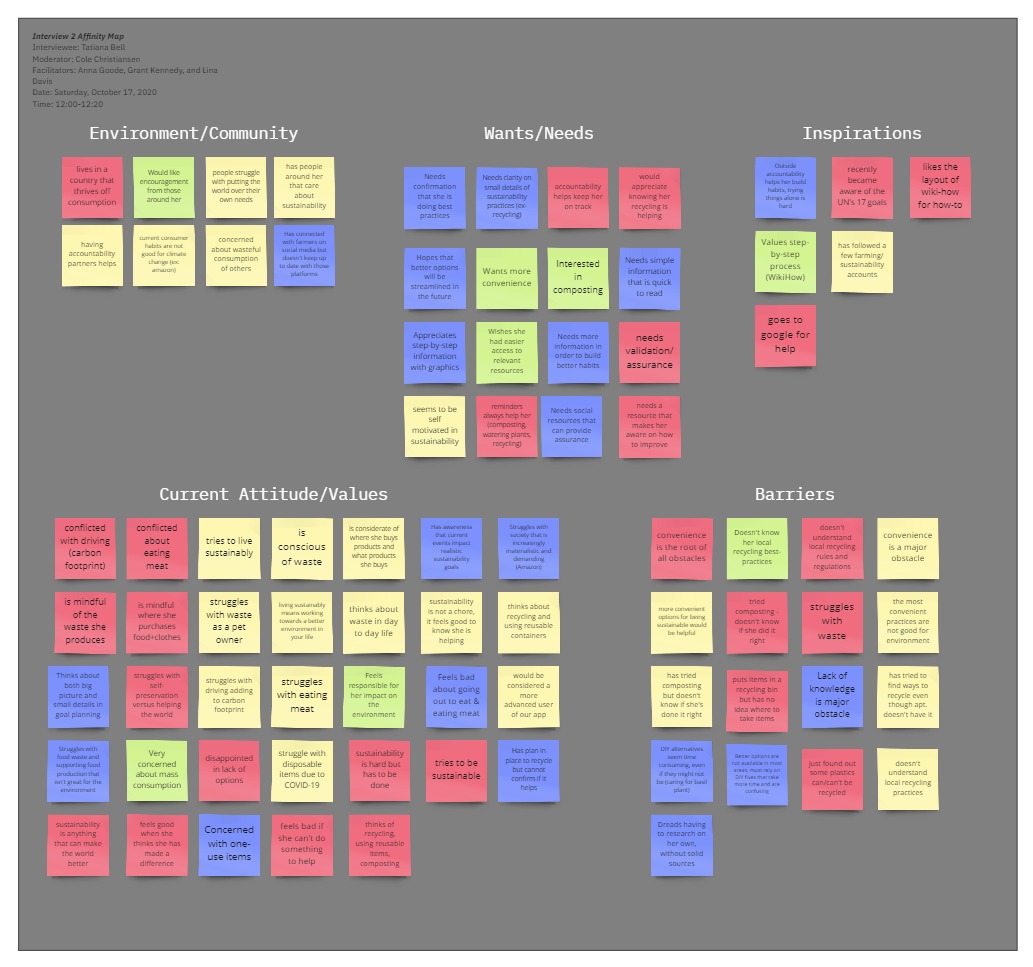 Interview 2 Affinity Map
Interviewee: Tatiana Bell
Moderator: Cole Christiansen
Facilitators: Anna Goode, Grant Kennedy, and Lina
Davis
Date: Saturday, October 17, 2020
Time: 12:00-12:20
Environment/Community
lives in a
country that
thrives off
consumption
Would like
encouragement
from those
around her
people struggle
with putting the
world over their
own needs
has people
around her
that care
about
sustainability
having
accountability
partners helps
current consumer
habits are not
good for climate
change (ex:
amazon)
concerned
about wasteful
consumption
of others
Has connected
with farmers on
social media but
doesn't keep up
to date with those
platforms
Wants/Needs
Needs
confirmation
that she is
doing best
practices
Needs clarity on
small details of
sustainability
practices (ex-
recycling)
accountability
helps keep her
on track
would
appreciate
knowing her
recycling is
helping
Hopes that
better options
will be
streamlined in
the future
Wants more
convenience
Interested
in
composting
Needs simple
information
that is quick
to read
Appreciates
step-by-step
information
with graphics
Wishes she
had easier
access to
relevant
resources
Needs more
information in
order to build
better habits
needs
validation/
assurance
seems to be
self
motivated in
sustainability
reminders
always help her
(composting,
watering plants,
recycling)
Needs social
resources that
can provide
assurance
needs a
resource that
makes her
aware on how
to improve
Inspirations
Outside
accountability
helps her build
habits, trying
things alone is
hard
recently
became
aware of the
UN's 17 goals
likes the
layout of
wiki-how
for how-to
Values step-
by-step
process
(WikiHow)
has followed a
few farming/
sustainability
accounts
goes to
google for
help
Current Attitude/Values
conflicted
with driving
(carbon
footprint)
conflicted
about
eating
meat
tries to live
sustainably
is
conscious
of waste
is considerate of
where she buys
products and
what products
she buys
Has awareness
that current
events impact
realistic
sustainability
goals
Struggles with
society that is
increasingly
materialistic and
demanding
(Amazon)
is mindful
of the
waste she
produces
is mindful
where she
purchases
food+clothes
struggles
with waste
as a pet
owner
living sustainably
means working
towards a better
environment in
your life
thinks about
waste in day
to day life
sustainability
is not a chore,
it feels good to
know she is
helping
thinks about
recycling and
using reusable
containers
Thinks about
both big
picture and
small details in
goal planning
struggles with
self-
preservation
versus helping
the world
struggles with
driving adding
to carbon
footprint
struggles
with eating
meat
Feels
responsible for
her impact on
the
environment
Feels bad
about going
out to eat &
eating meat
would be
considered a
more
advanced user
of our app
Struggles with
food waste and
supporting food
production that
isn't great for the
environment
Very
concerned
about mass
consumption
disappointed
in lack of
options
struggle with
disposable
items due to
COVID-19
sustainability
is hard but
has to be
done
tries to be
sustainable
Has plan in
place to recycle
but cannot
confirm if it
helps
sustainability
is anything
that can make
the world
better
feels good
when she
thinks she has
made a
difference
Concerned
with one-
use items
feels bad if
she can't do
something
to help
thinks of
recycling,
using reusable
items,
composting
Barriers
convenience
is the root of
all obstacles
Doesn't know
her local
recycling best-
practices
doesn't
understand
local recycling
rules and
regulations
convenience
is a major
obstacle
more convenient
options for being
sustainable would
be helpful
tried
composting -
doesn't know
if she did it
right
struggles
with
waste
the most
convenient
practices are
not good for
environment
has tried
composting
but doesn't
know if she's
done it right
puts items in a
recycling bin
but has no
idea where to
take items
Lack of
knowledge
is major
obstacle
has tried to
find ways to
recycle even
though apt.
doesn't have it
DIY alternatives
seem time
consuming, even
if they might not
be (caring for basil
plant)
Better options are
not available in most
areas, must rely on
DIY fixes that take
more time and are
confusing
just found out
some plastics
can/can't be
recycled
doesn't
understand
local recycling
practices
Dreads having
to research on
her own,
without solid
sources